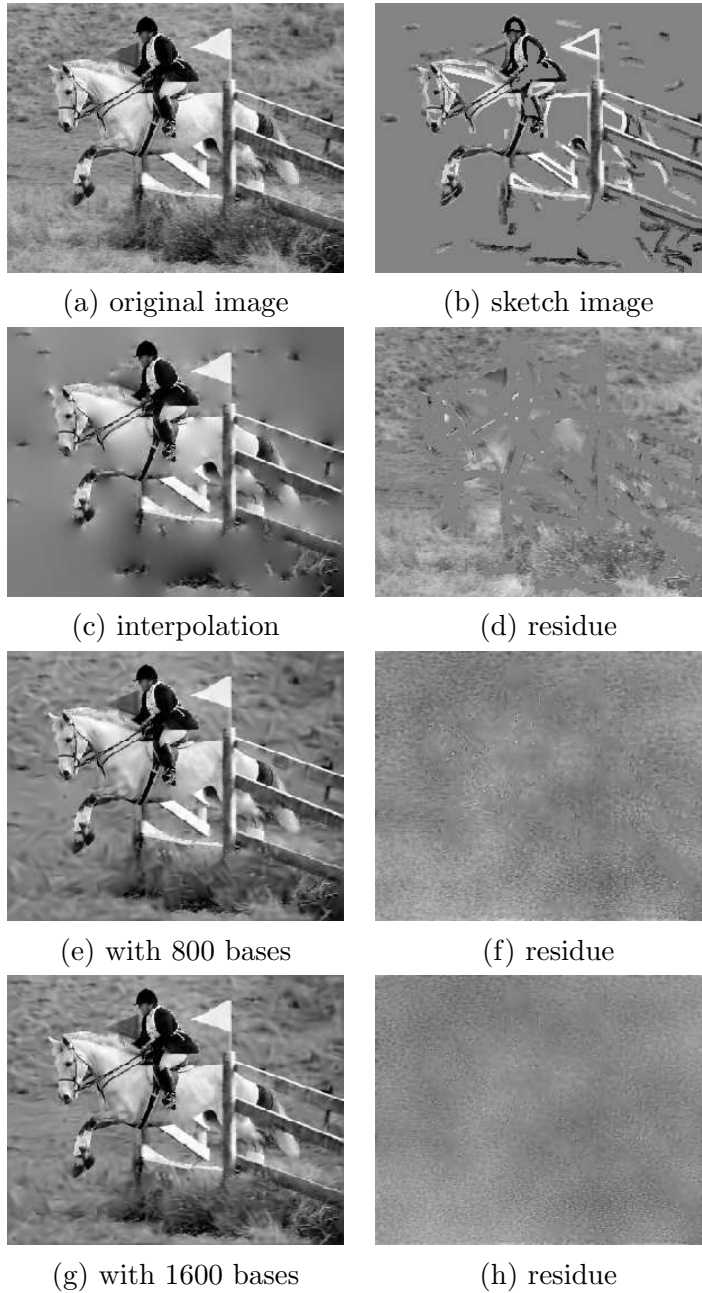 (a) original image
(b) sketch image
(c) interpolation
(d) residue
(e) with 800 bases
(f) residue
(g) with 1600 bases
(h) residue